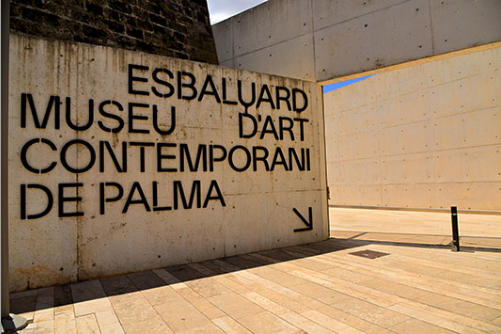 ESBALUARD
MUSEU D'ART
CONTEMPORANI
DE PALMA